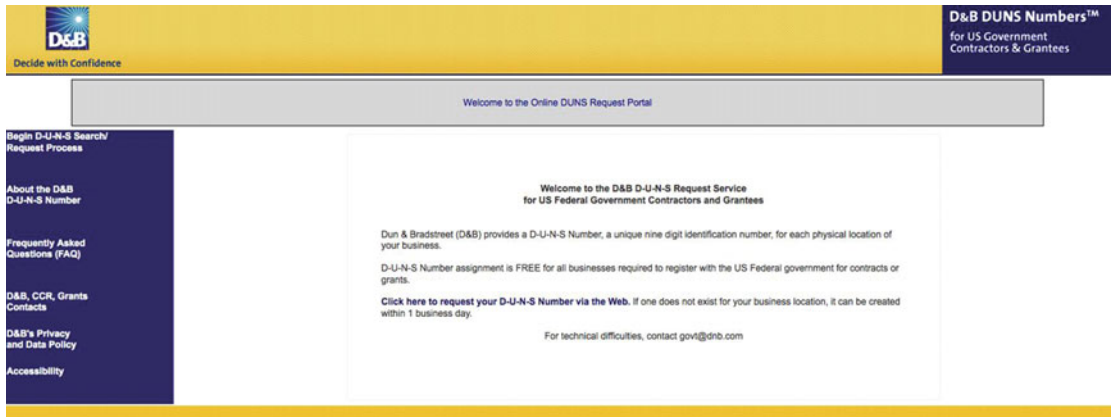 D&B
Decide with Confidence
D&B DUNS Numbers™
for US Government
Contractors & Grantees
Welcome to the Online DUNS Request Portal
Begin D-U-N-S Search/
Request Process
About the D&B
D-U-N-S Number
Frequently Asked
Questions (FAQ)
D&B, CCR, Grants
Contacts
D&B's Privacy
and Data Policy
Accessibility
Welcome to the D&B D-U-N-S Request Service
for US Federal Government Contractors and Grantees
Dun & Bradstreet (D&B) provides a D-U-N-S Number, a unique nine digit identification number, for each physical location of
your business.
D-U-N-S Number assignment is FREE for all businesses required to register with the US Federal government for contracts or
grants.
Click here to request your D-U-N-S Number via the Web. If one does not exist for your business location, it can be created
within 1 business day.
For technical difficulties, contact govt@dnb.com